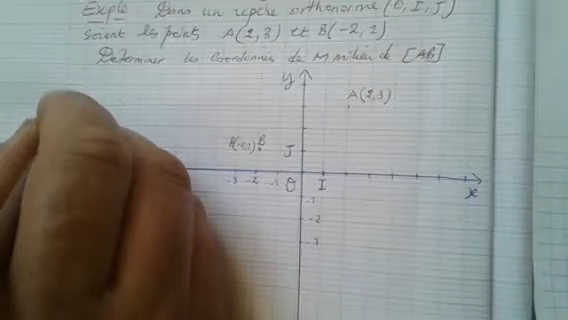 Exple Dans un repère orthonormé (O, I, J)
soient les points A(2,3) et B(-2,1)
Determiner les coordonnées de M milieu de [AB]
y
A(2,3)
B(-2,1) B J
-3 -2 -1 O I x
-1
-2
-3